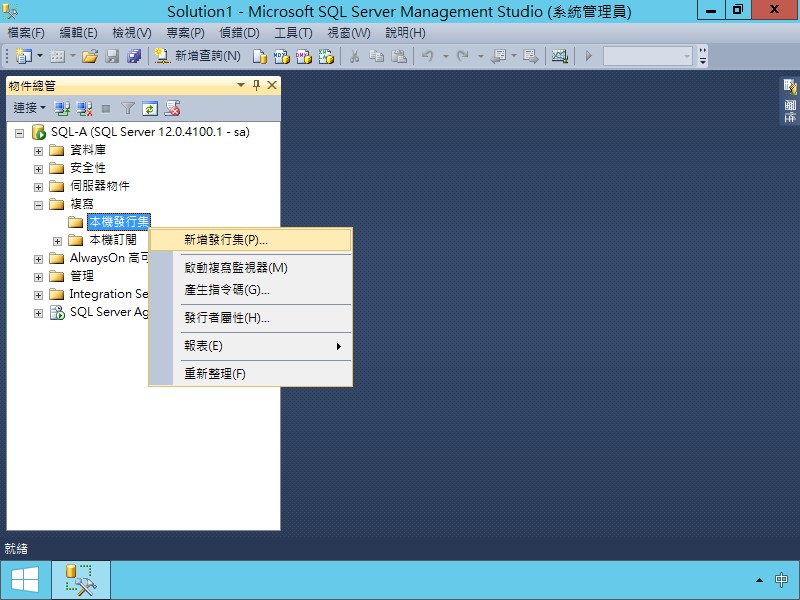 Solution1 - Microsoft SQL Server Management Studio (系統管理員)
檔案(F) 編輯(E) 檢視(V) 專案(P) 偵錯(D) 工具(T) 視窗(W) 說明(H)
新增查詢(N)
物件總管
連接
SQL-A (SQL Server 12.0.4100.1 - sa)
資料庫
安全性
伺服器物件
複寫
本機發行集
本機訂閱
AlwaysOn 高可
管理
Integration Se
SQL Server Ag
新增發行集(P)...
啟動複寫監視器(M)
產生指令碼(G)...
發行者屬性(H)...
報表(E)
重新整理(F)
就緒
中